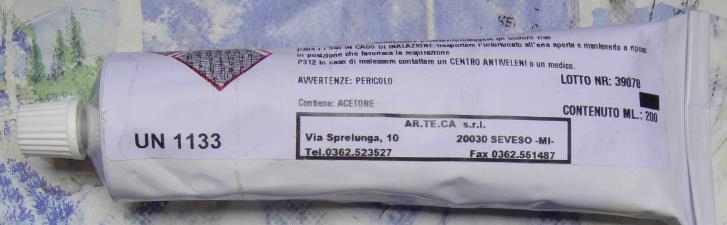 P304+P340 IN CASO DI INALAZIONE: trasportare l'infortunato all'aria aperta e mantenerlo a riposo
in posizione che favorisca la respirazione
P312 In caso di malessere contattare un CENTRO ANTIVELENI o un medico.
AVVERTENZE: PERICOLO
LOTTO NR: 39078
Contiene: ACETONE
CONTENUTO ML.: 200
UN 1133
AR.TE.CA s.r.l.
Via Sprelunga, 10 20030 SEVESO -MI-
Tel.0362.523527 Fax 0362.551487